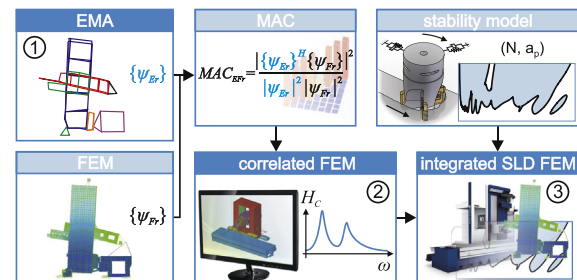 EMA
MAC
stability model
1
{ψEr}
MACEFr = |{ψEr}H{ψFr}|2
|ψEr|2|ψFr|2
(N, ap)
FEM
correlated FEM
integrated SLD FEM
{ψFr}
2
HC
ω
3